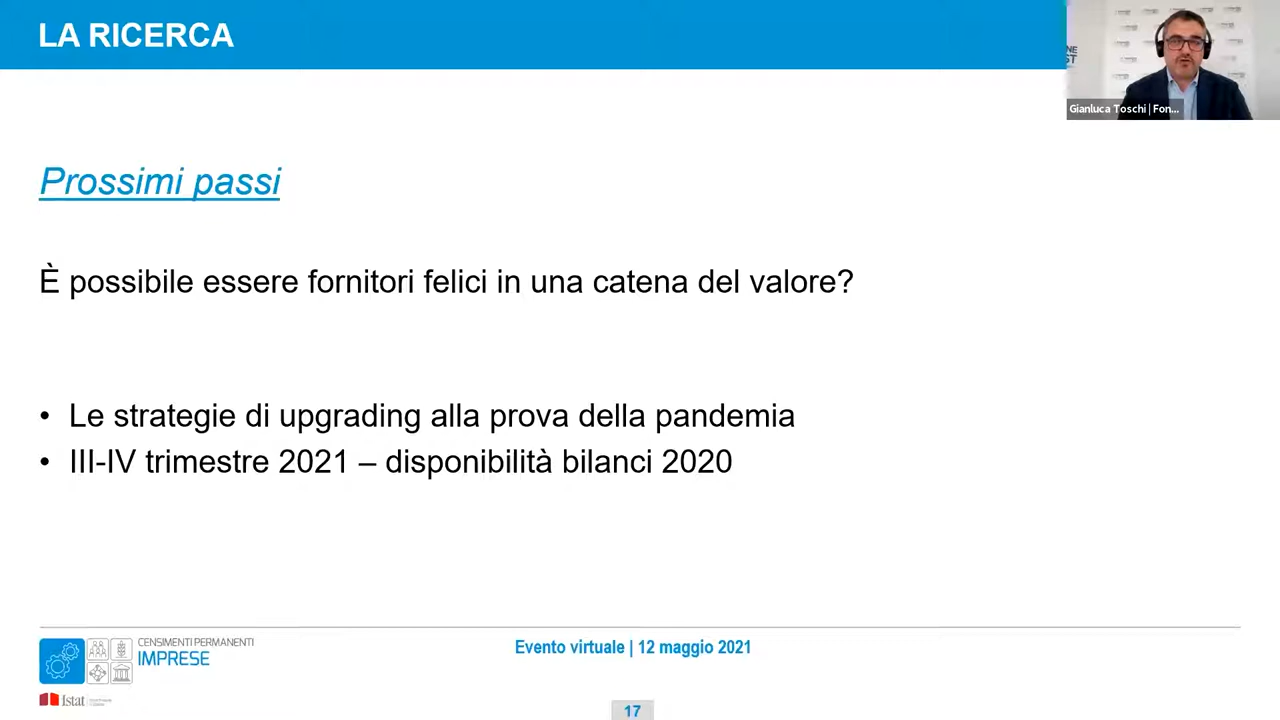 LA RICERCA
NE
ST
Gianluca Toschi | Fon...
Prossimi passi
È possibile essere fornitori felici in una catena del valore?
• Le strategie di upgrading alla prova della pandemia
• III-IV trimestre 2021 – disponibilità bilanci 2020
CENSIMENTI PERMANENTI
IMPRESE
Istat
Evento virtuale | 12 maggio 2021
17